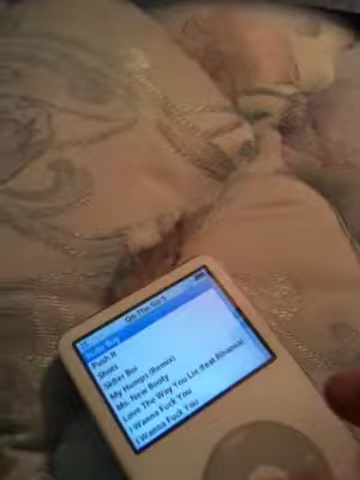 On-The-Go 1
Push It
Shots
Sk8er Boi
My Humps (Remix)
Ms. New Booty
Love The Way You Lie (feat Rihanna)
I Wanna Fuck You
I Wanna Fuck You